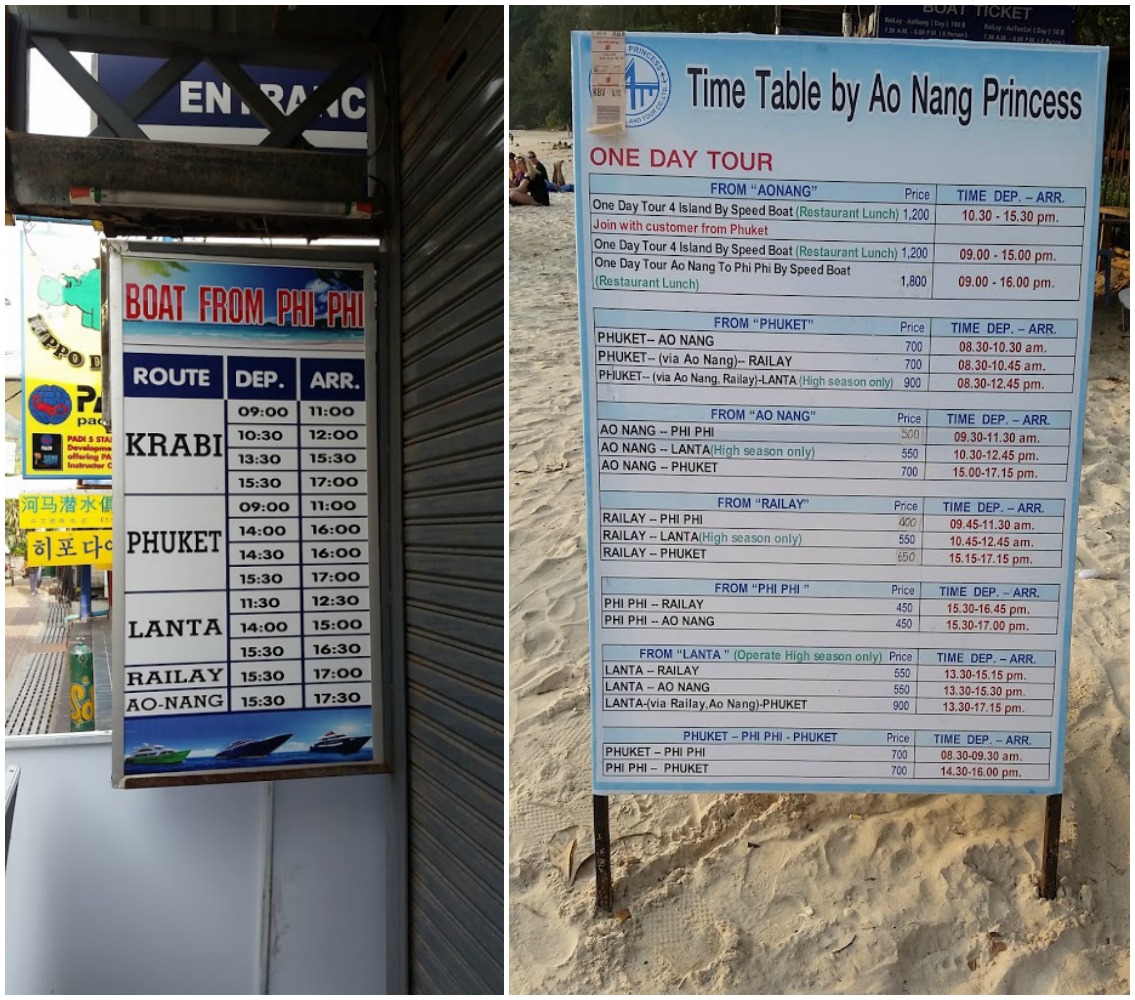 ENTRANC
BOAT FROM PHI PHI
ROUTE DEP. ARR.
KRABI
09:00 11:00
10:30 12:00
13:30 15:30
15:30 17:00
PHUKET
09:00 11:00
14:00 16:00
14:30 16:00
15:30 17:00
LANTA
11:30 12:30
14:00 15:00
15:30 16:30
RAILAY 15:30 17:00
AO-NANG 15:30 17:30
PADI 5 STA
Developme
offering PA
Instructor C
河马潜水俱
히포다
BOAT TICKET
Time Table by Ao Nang Princess
ONE DAY TOUR
FROM “AONANG” Price TIME DEP. – ARR.
One Day Tour 4 Island By Speed Boat (Restaurant Lunch) 1,200 10.30 - 15.30 pm.
Join with customer from Phuket
One Day Tour 4 Island By Speed Boat (Restaurant Lunch) 1,200 09.00 - 15.00 pm.
One Day Tour Ao Nang To Phi Phi By Speed Boat
(Restaurant Lunch) 1,800 09.00 - 16.00 pm.
FROM “PHUKET” Price TIME DEP. – ARR.
PHUKET-- AO NANG 700 08.30-10.30 am.
PHUKET-- (via Ao Nang)-- RAILAY 700 08.30-10.45 am.
PHUKET-- (via Ao Nang, Railay)-LANTA (High season only) 900 08.30-12.45 pm.
FROM “AO NANG” Price TIME DEP. – ARR.
AO NANG -- PHI PHI 500 09.30-11.30 am.
AO NANG -- LANTA(High season only) 550 10.30-12.45 pm.
AO NANG -- PHUKET 700 15.00-17.15 pm.
FROM “RAILAY” Price TIME DEP. – ARR.
RAILAY -- PHI PHI 400 09.45-11.30 am.
RAILAY -- LANTA(High season only) 550 10.45-12.45 am.
RAILAY -- PHUKET 650 15.15-17.15 pm.
FROM “PHI PHI ” Price TIME DEP. – ARR.
PHI PHI -- RAILAY 450 15.30-16.45 pm.
PHI PHI -- AO NANG 450 15.30-17.00 pm.
FROM “LANTA ” (Operate High season only) Price TIME DEP. – ARR.
LANTA -- RAILAY 550 13.30-15.15 pm.
LANTA -- AO NANG 550 13.30-15.30 pm.
LANTA-(via Railay,Ao Nang)-PHUKET 900 13.30-17.15 pm.
PHUKET – PHI PHI - PHUKET Price TIME DEP. – ARR.
PHUKET – PHI PHI 700 08.30-09.30 am.
PHI PHI – PHUKET 700 14.30-16.00 pm.